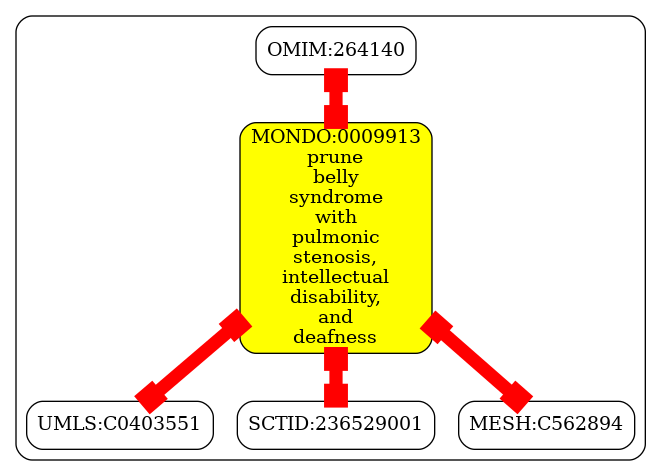 OMIM:264140
MONDO:0009913
prune
belly
syndrome
with
pulmonic
stenosis,
intellectual
disability,
and
deafness
UMLS:C0403551
SCTID:236529001
MESH:C562894